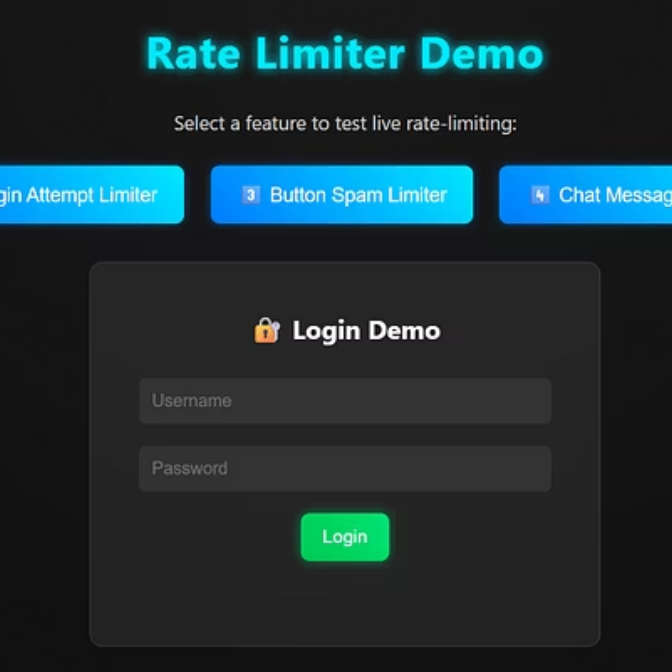 Rate Limiter Demo
Select a feature to test live rate-limiting:
gin Attempt Limiter
3 Button Spam Limiter
4 Chat Messag
🔐 Login Demo
Username
Password
Login